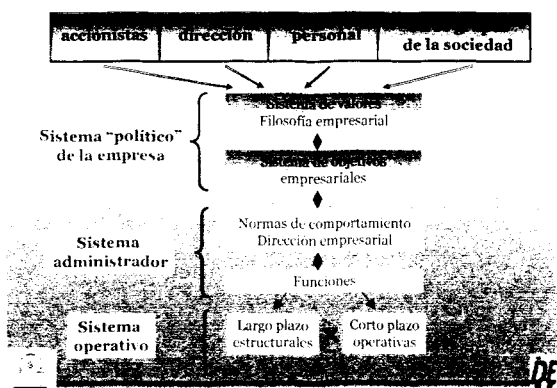 accionistas
dirección
personal
de la sociedad
Sistema de valores
Filosofía empresarial
Sistema "político"
de la empresa
Sistema de objetivos
empresariales
Normas de comportamiento
Dirección empresarial
Sistema
administrador
Funciones
Sistema
operativo
Largo plazo
estructurales
Corto plazo
operativas